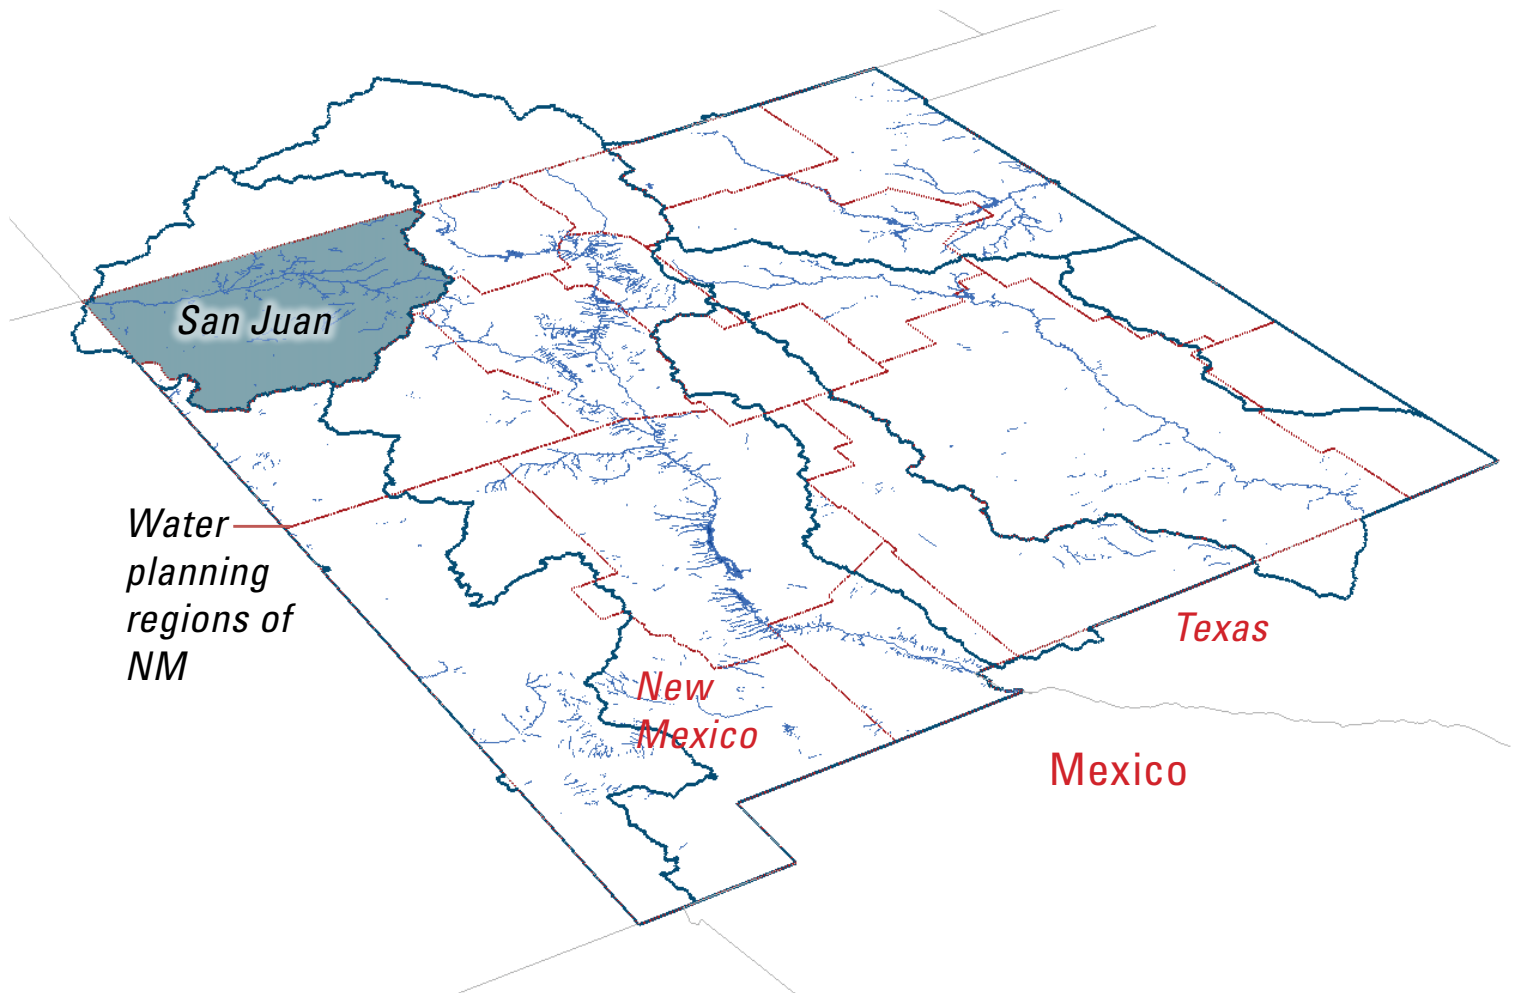 San Juan
Water
planning
regions of
NM
Texas
New
Mexico
Mexico